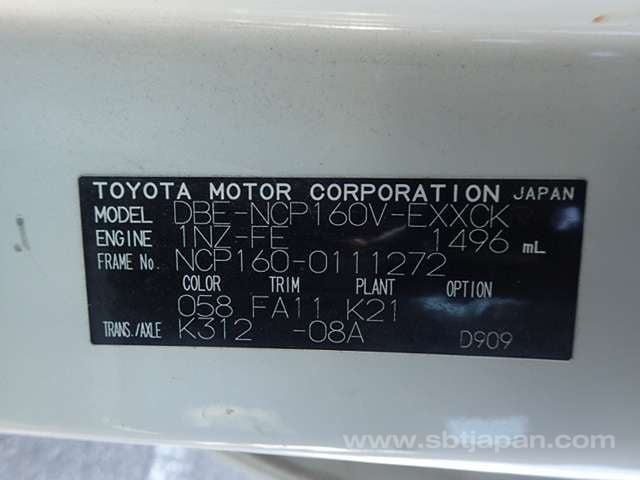 TOYOTA MOTOR CORPORATION JAPAN
MODEL DBE-NCP160V-EXXCK
ENGINE 1NZ-FE 1496 mL
FRAME No. NCP160-0111272
COLOR TRIM PLANT OPTION
058 FA11 K21
TRANS./AXLE K312 -08A D909
www.sbtjapan.com